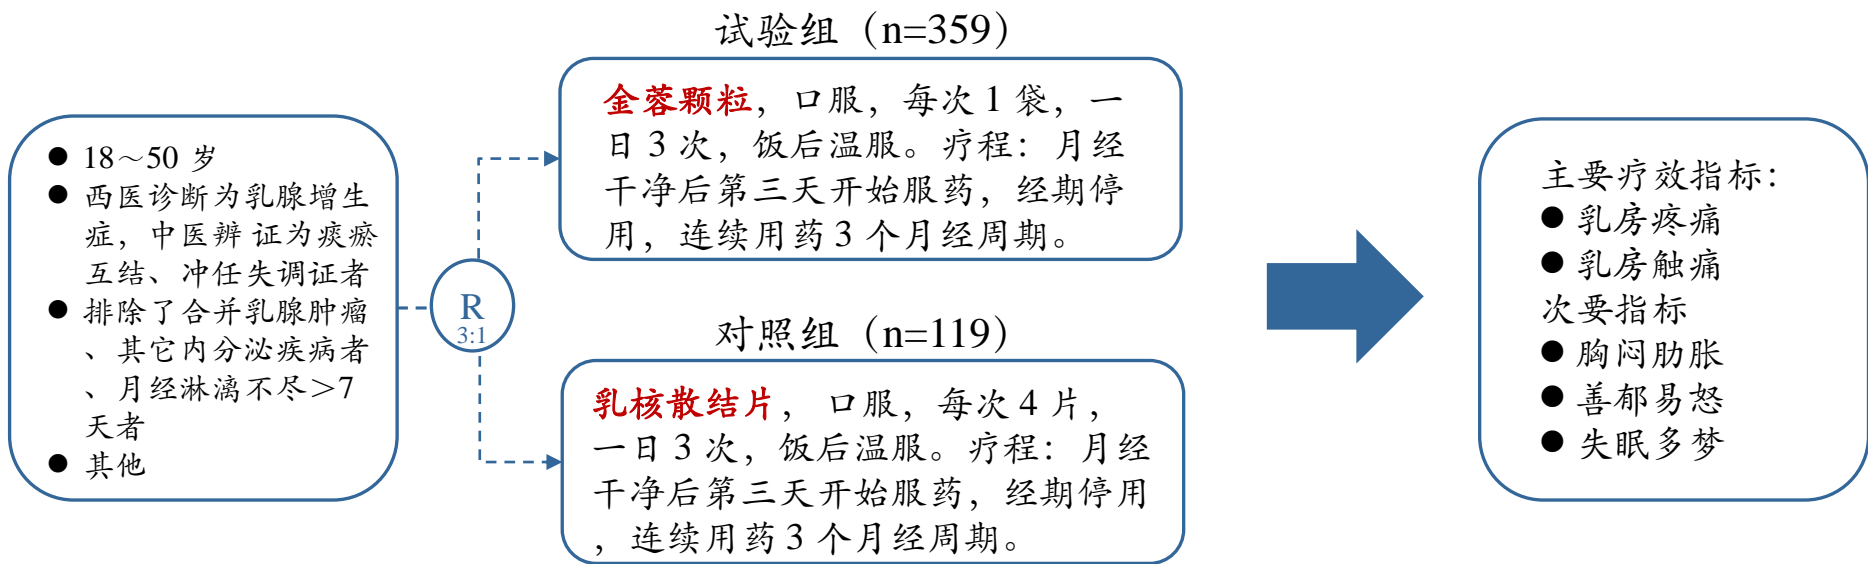 18～50 岁
西医诊断为乳腺增生
症，中医辨 证为痰瘀
互结、冲任失调证者
排除了合并乳腺肿瘤
、其它内分泌疾病者
、月经淋漓不尽＞7
天者
其他
R
3:1
试验组（n=359）
金蓉颗粒，口服，每次 1 袋，一
日 3 次，饭后温服。疗程：月经
干净后第三天开始服药，经期停
用，连续用药 3 个月经周期。
对照组（n=119）
乳核散结片， 口服，每次 4 片，
一日 3 次，饭后温服。疗程：月经
干净后第三天开始服药，经期停用
，连续用药 3 个月经周期。
主要疗效指标：
乳房疼痛
乳房触痛
次要指标
胸闷肋胀
善郁易怒
失眠多梦